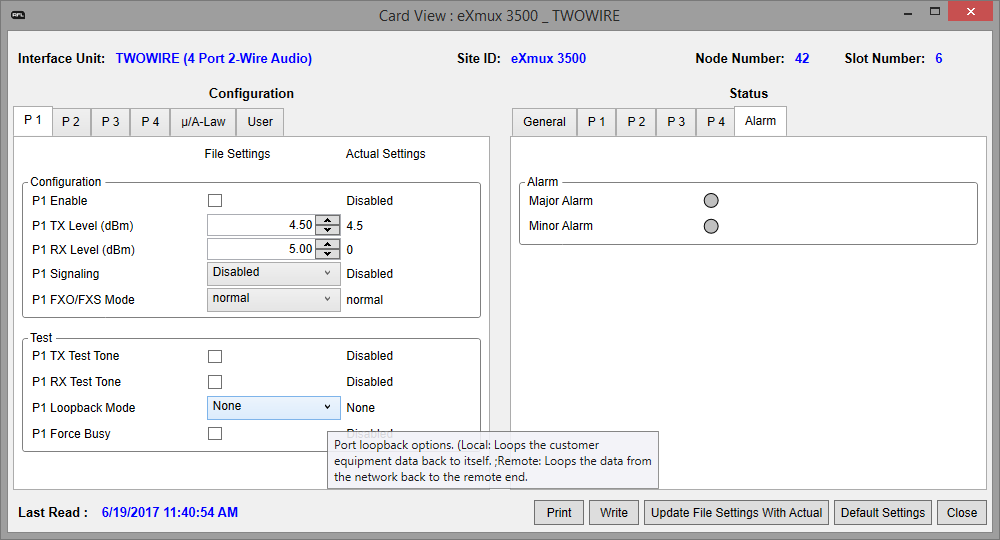 AFL
Card View : eXmux 3500 _ TWOWIRE
Interface Unit: TWOWIRE (4 Port 2-Wire Audio) Site ID: eXmux 3500 Node Number: 42 Slot Number: 6
Configuration Status
P 1 P 2 P 3 P 4 µ/A-Law User General P 1 P 2 P 3 P 4 Alarm
File Settings Actual Settings
Configuration
P1 Enable Disabled
P1 TX Level (dBm) 4.50 4.5
P1 RX Level (dBm) 5.00 0
P1 Signaling Disabled Disabled
P1 FXO/FXS Mode normal normal
Test
P1 TX Test Tone Disabled
P1 RX Test Tone Disabled
P1 Loopback Mode None None
P1 Force Busy Disabled
Port loopback options. (Local: Loops the customer
equipment data back to itself. ;Remote: Loops the data from
the network back to the remote end.
Alarm
Major Alarm
Minor Alarm
Last Read : 6/19/2017 11:40:54 AM Print Write Update File Settings With Actual Default Settings Close